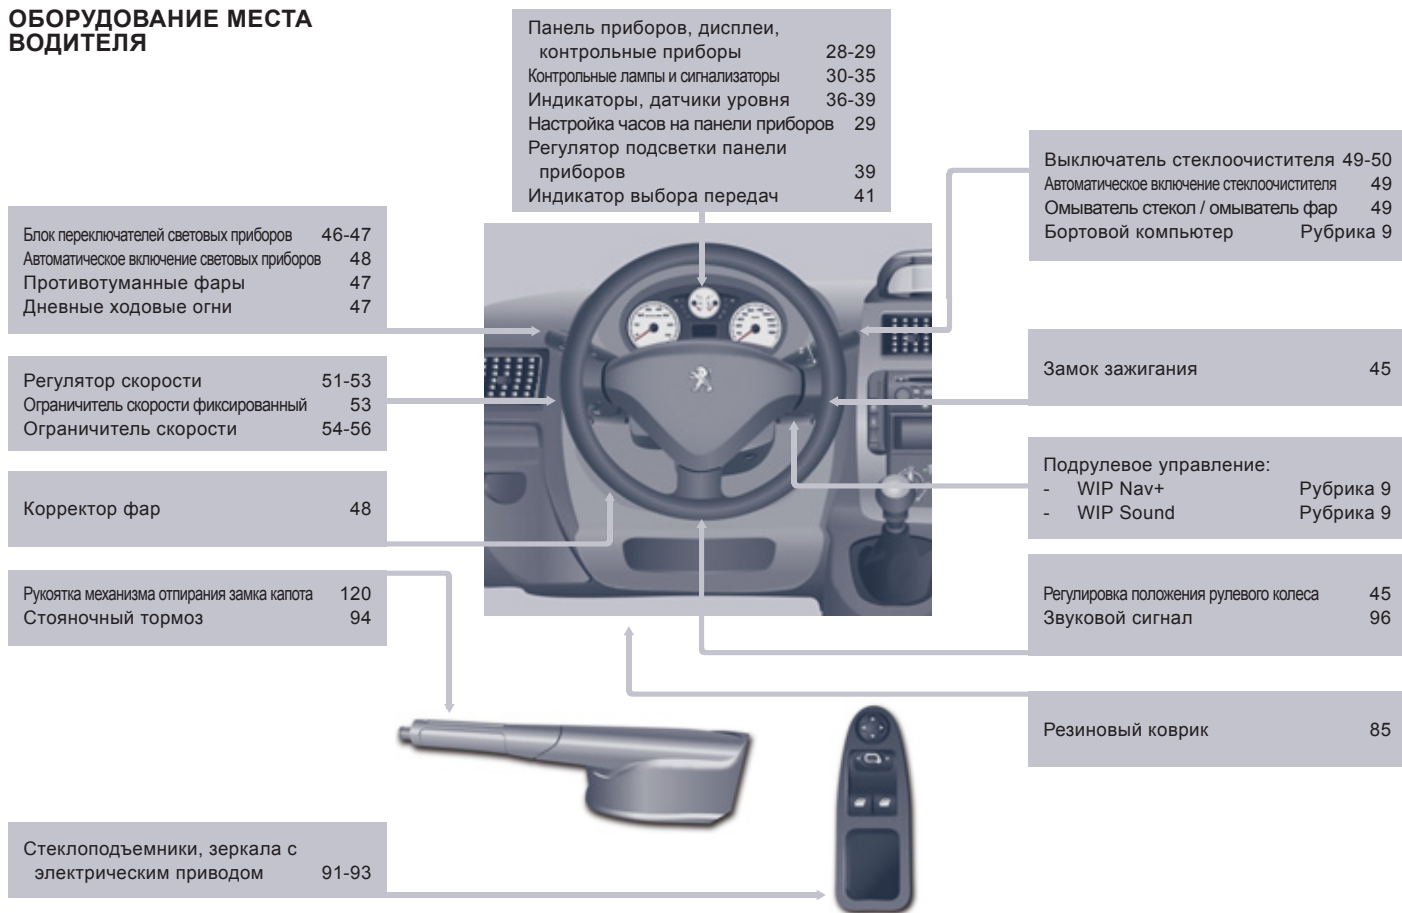 ОБОРУДОВАНИЕ МЕСТА
ВОДИТЕЛЯ
Панель приборов, дисплеи,
контрольные приборы 28-29
Контрольные лампы и сигнализаторы 30-35
Индикаторы, датчики уровня 36-39
Настройка часов на панели приборов 29
Регулятор подсветки панели
приборов 39
Индикатор выбора передач 41
Блок переключателей световых приборов 46-47
Автоматическое включение световых приборов 48
Противотуманные фары 47
Дневные ходовые огни 47
Регулятор скорости 51-53
Ограничитель скорости фиксированный 53
Ограничитель скорости 54-56
Корректор фар 48
Рукоятка механизма отпирания замка капота 120
Стояночный тормоз 94
Стеклоподъемники, зеркала с
электрическим приводом 91-93
Выключатель стеклоочистителя 49-50
Автоматическое включение стеклоочистителя 49
Омыватель стекол / омыватель фар 49
Бортовой компьютер Рубрика 9
Замок зажигания 45
Подрулевое управление:
- WIP Nav+ Рубрика 9
- WIP Sound Рубрика 9
Регулировка положения рулевого колеса 45
Звуковой сигнал 96
Резиновый коврик 85